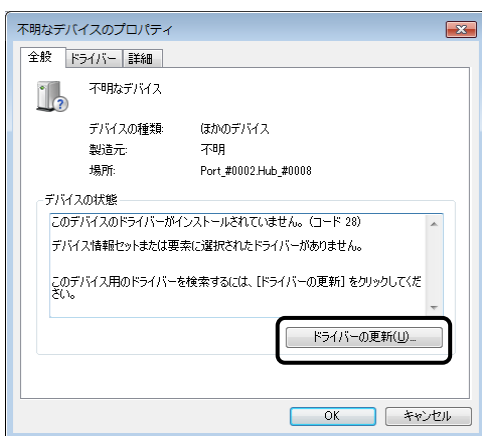 不明なデバイスのプロパティ
全般 ドライバー 詳細
不明なデバイス
デバイスの種類: ほかのデバイス
製造元: 不明
場所: Port_#0002.Hub_#0008
デバイスの状態
このデバイスのドライバーがインストールされていません。(コード 28)
デバイス情報セットまたは要素に選択されたドライバーがありません。
このデバイス用のドライバーを検索するには、[ドライバーの更新] をクリックしてくだ
さい。
ドライバーの更新(U)...
OK キャンセル